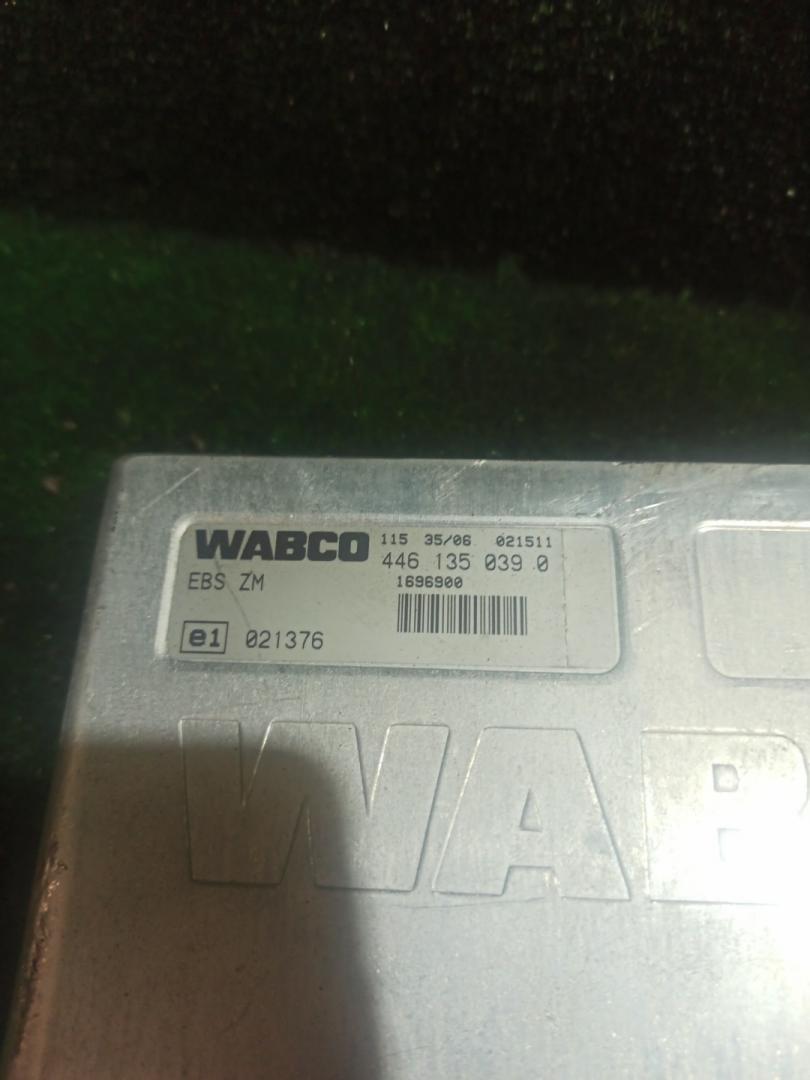 WABCO 115 35/06 021511
446 135 039 0
EBS ZM 1696900
e1 021376
WAB